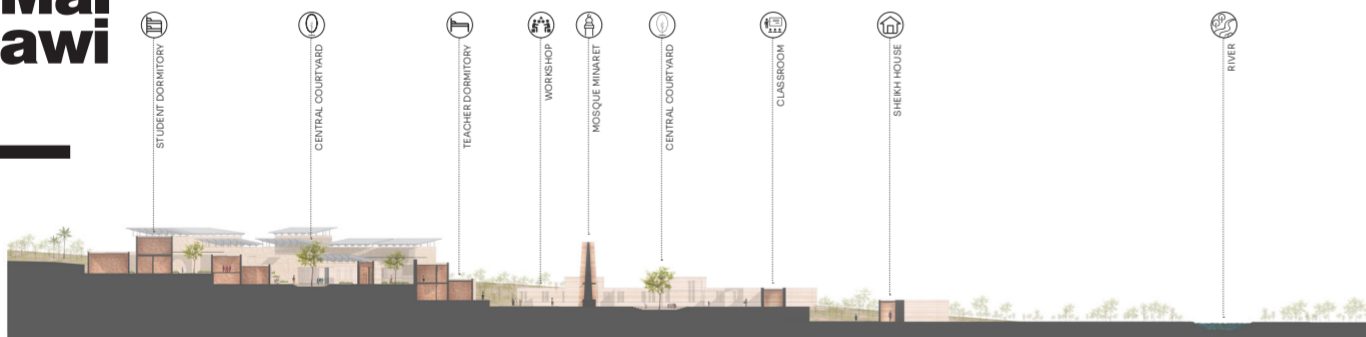 Mal
awi
STUDENT DORMITORY
CENTRAL COURTYARD
TEACHER DORMITORY
WORKSHOP
MOSQUE MINARET
CENTRAL COURTYARD
CLASSROOM
SHEIKH HOUSE
RIVER